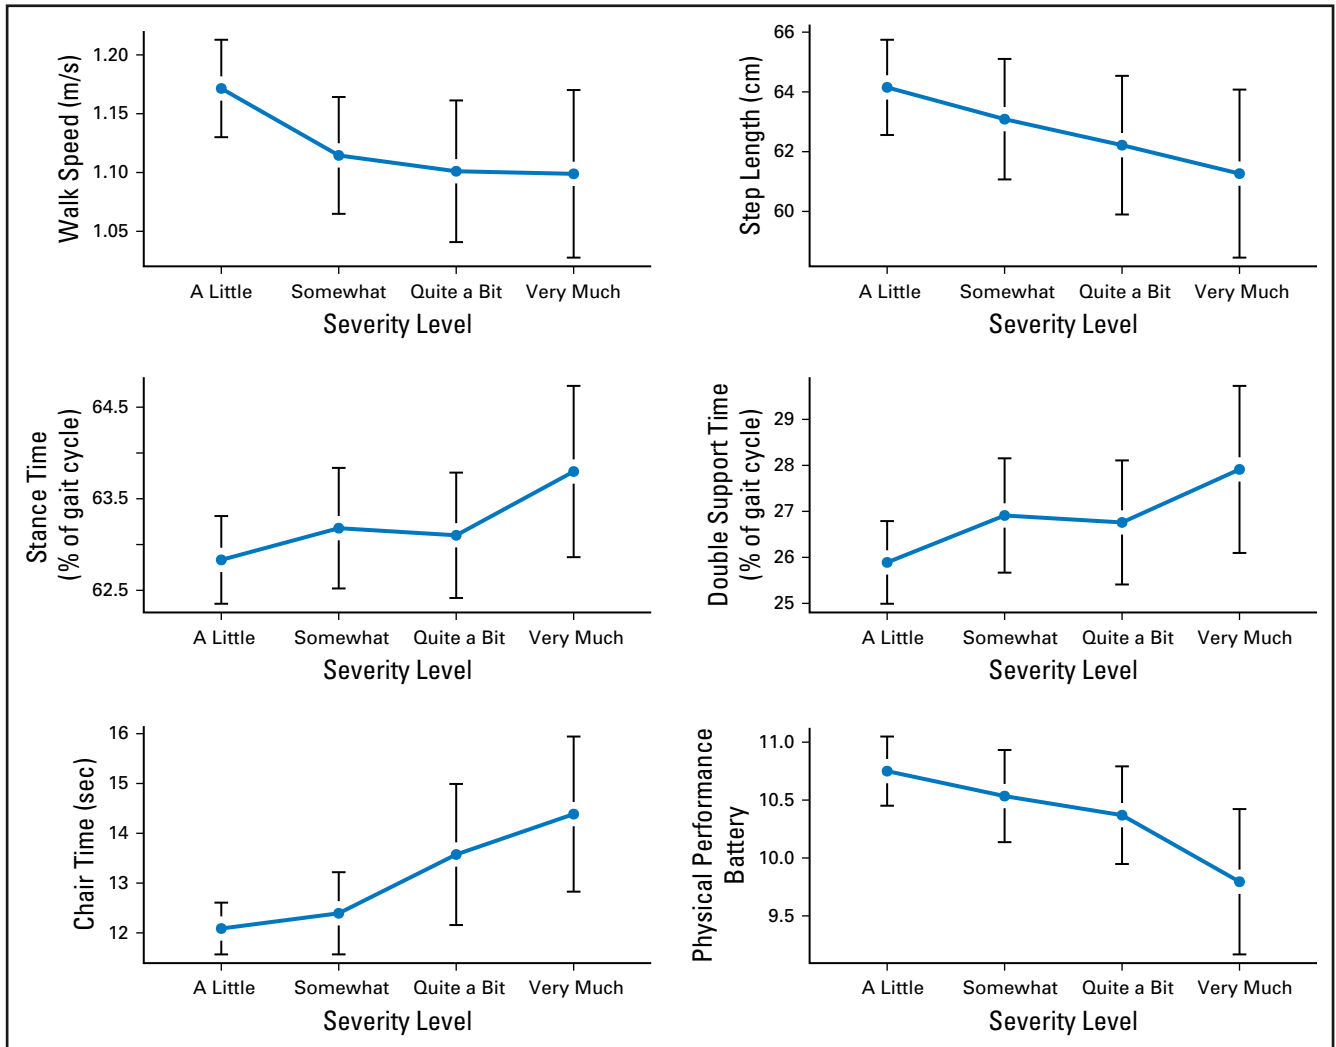 Walk Speed (m/s)
1.20
1.15
1.10
1.05
A Little Somewhat Quite a Bit Very Much
Severity Level
Step Length (cm)
66
64
62
60
A Little Somewhat Quite a Bit Very Much
Severity Level
Stance Time
(% of gait cycle)
64.5
63.5
62.5
A Little Somewhat Quite a Bit Very Much
Severity Level
Double Support Time
(% of gait cycle)
29
28
27
26
25
A Little Somewhat Quite a Bit Very Much
Severity Level
Chair Time (sec)
16
15
14
13
12
A Little Somewhat Quite a Bit Very Much
Severity Level
Physical Performance
Battery
11.0
10.5
10.0
9.5
A Little Somewhat Quite a Bit Very Much
Severity Level